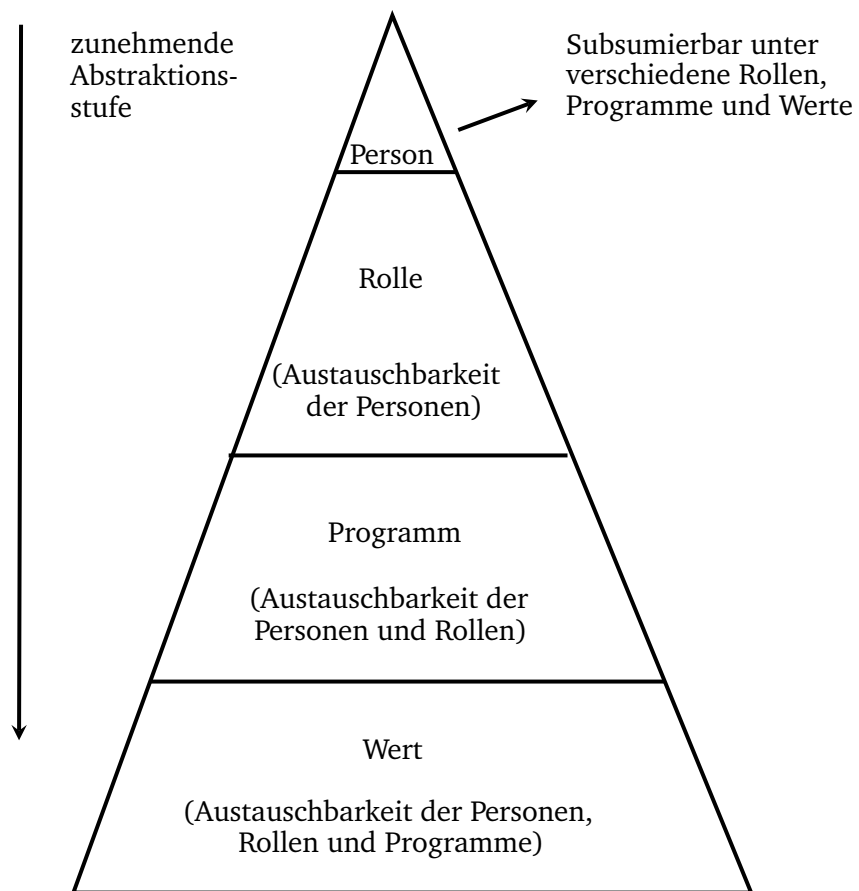 zunehmende
Abstraktions-
stufe
Subsumierbar unter
verschiedene Rollen,
Programme und Werte
Person
Rolle
(Austauschbarkeit
der Personen)
Programm
(Austauschbarkeit der
Personen und Rollen)
Wert
(Austauschbarkeit der Personen,
Rollen und Programme)